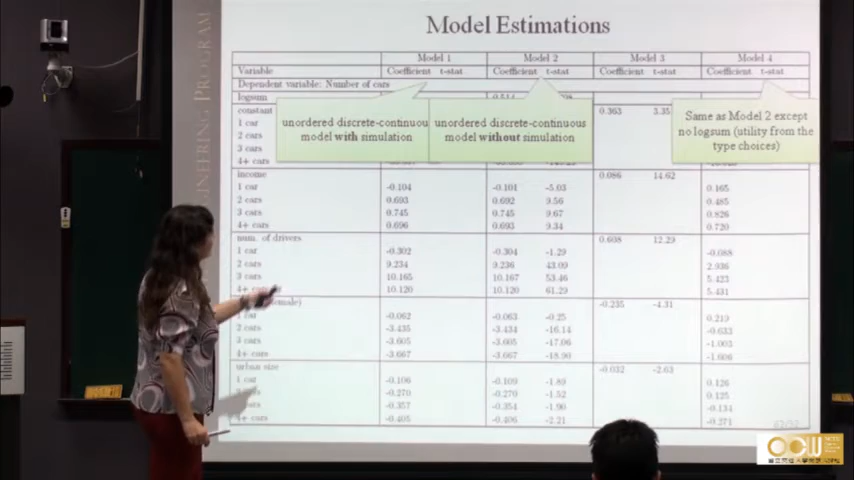 Model Estimations
Model 1 Model 2 Model 3 Model 4
Variable Coefficient t-stat Coefficient t-stat Coefficient t-stat Coefficient t-stat
Dependent variable: Number of cars
logsum
constant 0.363 3.35
1 car
2 cars
3 cars
4+ cars
unordered discrete-continuou
model with simulation
unordered discrete-continuous
model without simulation
Same as Model 2 except
no logsum (utility from the
type choices)
income 0.086 14.62
1 car -0.104 -0.101 -5.03 0.165
2 cars 0.693 0.692 9.56 0.485
3 cars 0.745 0.745 9.67 0.826
4+ cars 0.696 0.693 9.34 0.720
num. of drivers 0.608 12.29
1 car -0.302 -0.304 -1.29 -0.088
2 cars 9.234 9.236 43.09 2.936
3 cars 10.165 10.167 53.46 5.423
4+ 10.120 10.120 61.29 5.431
-0.235 -4.31
1 car -0.062 -0.063 -0.25 0.219
2 cars -3.435 -3.434 -16.14 -0.633
3 cars -3.605 -3.605 -17.06 -1.003
4+ cars -3.667 -3.667 -18.90 -1.606
urban size -0.032 -2.63
1 car -0.106 -0.109 -1.89 0.126
-0.270 -0.270 -1.52 0.125
cars -0.357 -0.354 -1.90 -0.134
4+ cars -0.405 -0.406 -2.21 -0.271
NEERING PROGRAM
OCW